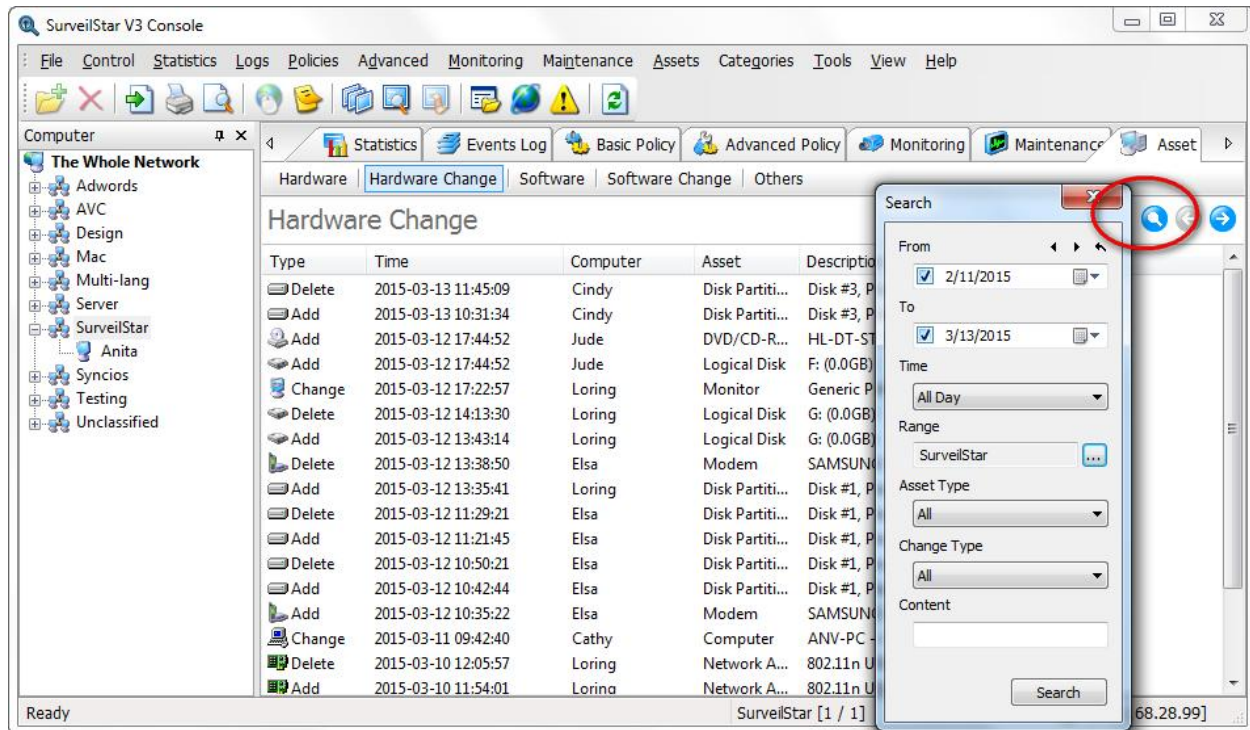 SurveilStar V3 Console
File Control Statistics Logs Policies Advanced Monitoring Maintenance Assets Categories Tools View Help
Computer
The Whole Network
Adwords
AVC
Design
Mac
Multi-lang
Server
SurveilStar
Anita
Syncios
Testing
Unclassified
Statistics Events Log Basic Policy Advanced Policy Monitoring Maintenance Asset
Hardware Hardware Change Software Software Change Others
Hardware Change
Type Time Computer Asset Descriptio
Delete 2015-03-13 11:45:09 Cindy Disk Partiti... Disk #3, P
Add 2015-03-13 10:31:34 Cindy Disk Partiti... Disk #3, P
Add 2015-03-12 17:44:52 Jude DVD/CD-R... HL-DT-ST
Add 2015-03-12 17:44:52 Jude Logical Disk F: (0.0GB)
Change 2015-03-12 17:22:57 Loring Monitor Generic P
Delete 2015-03-12 14:13:30 Loring Logical Disk G: (0.0GB)
Add 2015-03-12 13:43:14 Loring Logical Disk G: (0.0GB)
Delete 2015-03-12 13:38:50 Elsa Modem SAMSUN
Add 2015-03-12 13:35:41 Loring Disk Partiti... Disk #1, P
Delete 2015-03-12 11:29:21 Elsa Disk Partiti... Disk #1, P
Add 2015-03-12 11:21:45 Elsa Disk Partiti... Disk #1, P
Delete 2015-03-12 10:50:21 Elsa Disk Partiti... Disk #1, P
Add 2015-03-12 10:42:44 Elsa Disk Partiti... Disk #1, P
Add 2015-03-12 10:35:22 Elsa Modem SAMSUN
Change 2015-03-11 09:42:40 Cathy Computer ANV-PC -
Delete 2015-03-10 12:05:57 Loring Network A... 802.11n U
Add 2015-03-10 11:54:01 Loring Network A... 802.11n U
Search
From
2/11/2015
To
3/13/2015
Time
All Day
Range
SurveilStar
...
Asset Type
All
Change Type
All
Content
Search
Ready SurveilStar [1 / 1] 68.28.99]